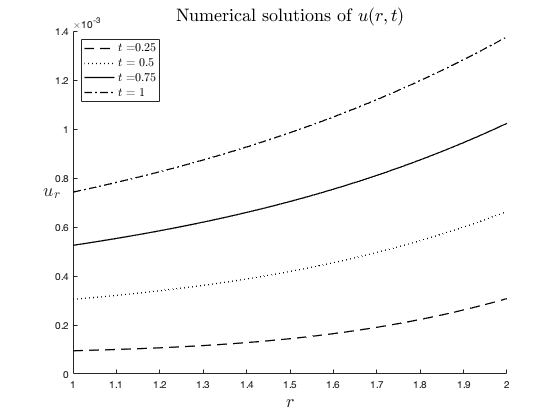 Numerical solutions of u(r, t)
×10⁻³
t =0.25
t = 0.5
t =0.75
t = 1
1.4
1.2
1
0.8
0.6
0.4
0.2
0
u_r
1 1.1 1.2 1.3 1.4 1.5 1.6 1.7 1.8 1.9 2
r